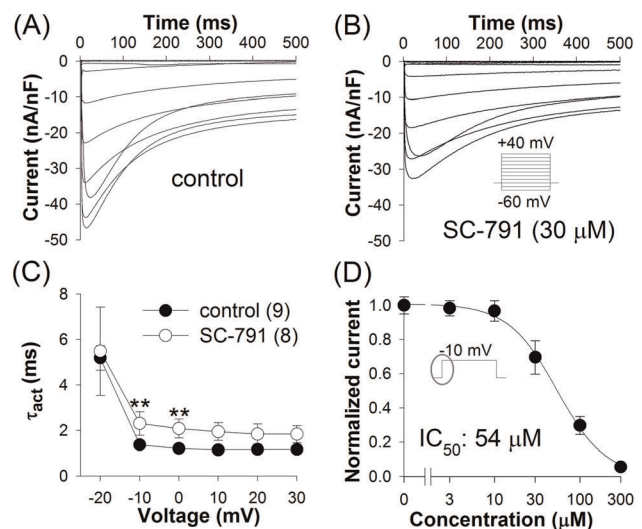 (A)
Time (ms)
0 100 200 300 400 500
0
-10
-20
-30
-40
-50
Current (nA/nF)
control
(B)
Time (ms)
0 100 200 300 400 500
0
-10
-20
-30
-40
-50
Current (nA/nF)
+40 mV
-60 mV
SC-791 (30 μM)
(C)
8
6
4
2
0
τact
(ms)
control (9)
SC-791 (8)
**
**
-20 -10 0 10 20 30
Voltage (mV)
(D)
1.0
0.8
0.6
0.4
0.2
0.0
Normalized current
-10 mV
IC50: 54 μM
0 3 10 30 100 300
Concentration (μM)